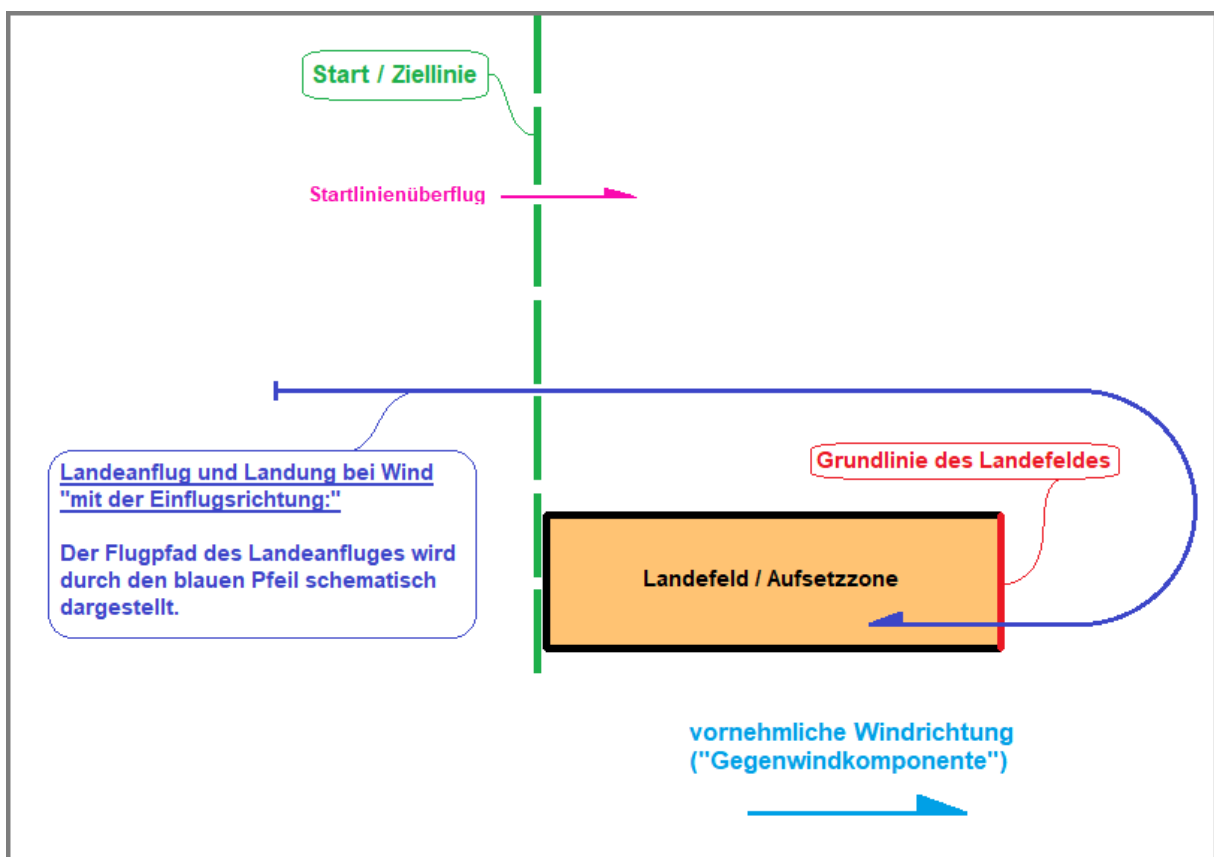 Start / Ziellinie
Startlinienüberflug
Landeanflug und Landung bei Wind
"mit der Einflugsrichtung:"
Der Flugpfad des Landeanfluges wird
durch den blauen Pfeil schematisch
dargestellt.
Grundlinie des Landefeldes
Landefeld / Aufsetzzone
vornehmliche Windrichtung
("Gegenwindkomponente")